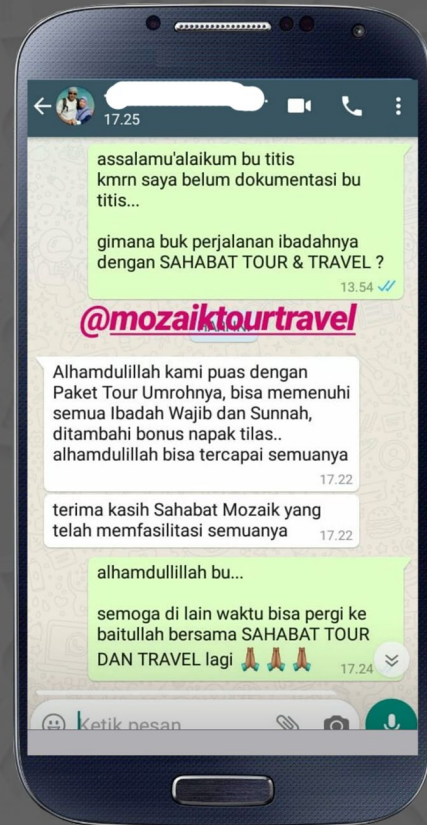 17.25
assalamu'alaikum bu titis
kmrn saya belum dokumentasi bu
titis...
gimana buk perjalanan ibadahnya
dengan SAHABAT TOUR & TRAVEL ?
13.54
@mozaiktourtravel
Alhamdulillah kami puas dengan
Paket Tour Umrohnya, bisa memenuhi
semua Ibadah Wajib dan Sunnah,
ditambahi bonus napak tilas..
alhamdulillah bisa tercapai semuanya
17.22
terima kasih Sahabat Mozaik yang
telah memfasilitasi semuanya
17.22
alhamdullillah bu...
semoga di lain waktu bisa pergi ke
baitullah bersama SAHABAT TOUR
DAN TRAVEL lagi 🙏🙏🙏
17.24
Ketik pesan